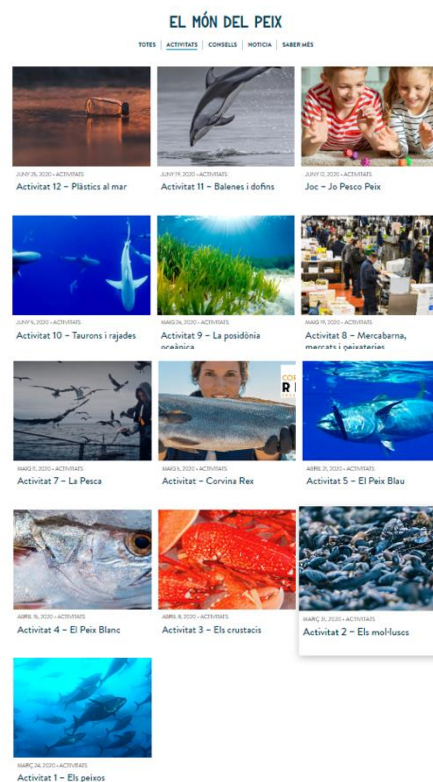 EL MÓN DEL PEIX
TOTES ACTIVITATS CONSELLS NOTICIA SABER MÉS
JUNY 25, 2020 • ACTIVITATS
Activitat 12 – Plàstics al mar
JUNY 19, 2020 • ACTIVITATS
Activitat 11 – Balenes i dofins
JUNY 12, 2020 • ACTIVITATS
Joc – Jo Pesco Peix
JUNY 5, 2020 • ACTIVITATS
Activitat 10 – Taurons i rajades
MAIG 26, 2020 • ACTIVITATS
Activitat 9 – La posidònia
oceànica
MAIG 19, 2020 • ACTIVITATS
Activitat 8 – Mercabarna,
mercats i peixateries
MAIG 11, 2020 • ACTIVITATS
Activitat 7 – La Pesca
MAIG 5, 2020 • ACTIVITATS
Activitat – Corvina Rex
ABRIL 21, 2020 • ACTIVITATS
Activitat 5 – El Peix Blau
ABRIL 15, 2020 • ACTIVITATS
Activitat 4 – El Peix Blanc
ABRIL 8, 2020 • ACTIVITATS
Activitat 3 – Els crustacis
MARÇ 31, 2020 • ACTIVITATS
Activitat 2 – Els mol·luscs
MARÇ 24, 2020 • ACTIVITATS
Activitat 1 – Els peixos